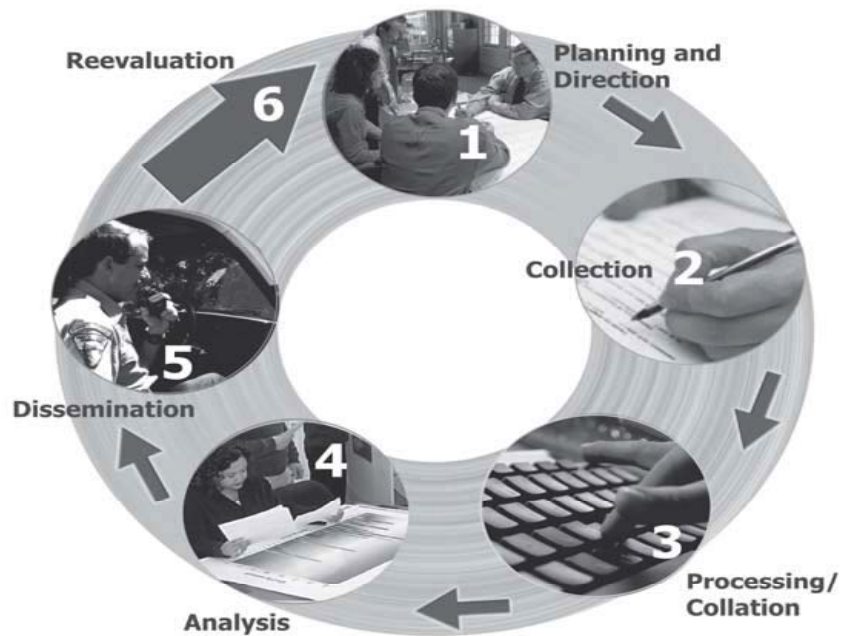 1
Planning and
Direction
2
Collection
3
Processing/
Collation
4
Analysis
5
Dissemination
6
Reevaluation